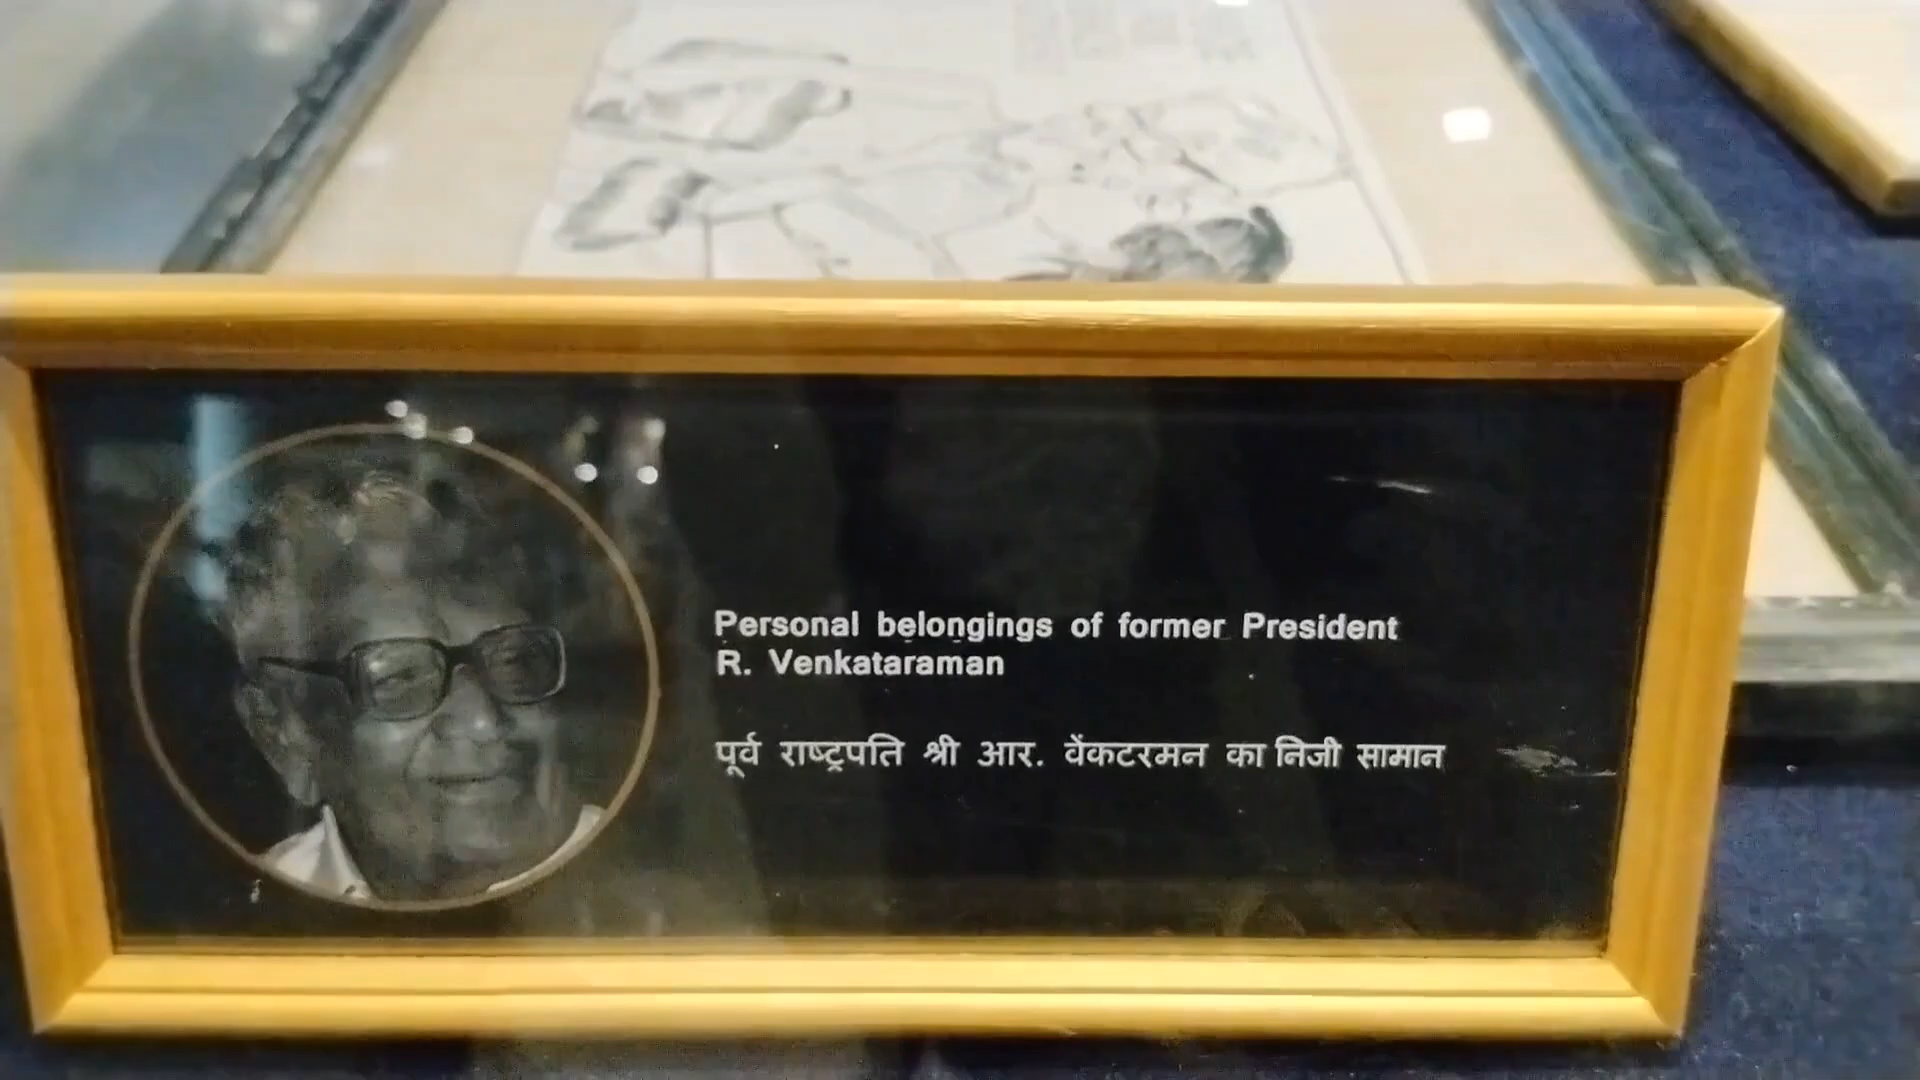 Personal belongings of former President
R. Venkataraman
पूर्व राष्ट्रपति श्री आर. वेंकटरमन का निजी सामान